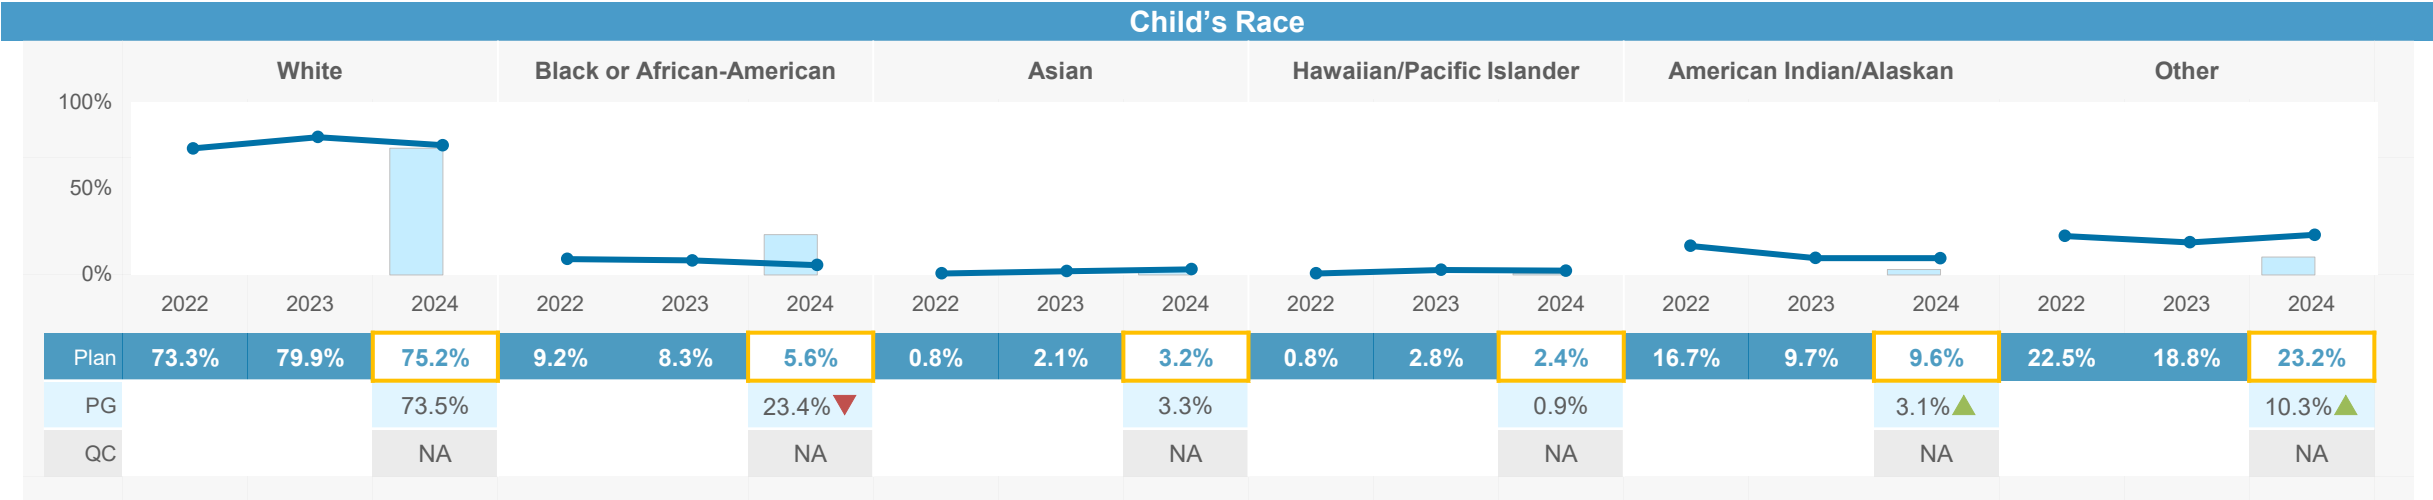 Child's Race
White Black or African-American Asian Hawaiian/Pacific Islander American Indian/Alaskan Other
100%
50%
0%
2022 2023 2024 2022 2023 2024 2022 2023 2024 2022 2023 2024 2022 2023 2024 2022 2023 2024
Plan 73.3% 79.9% 75.2% 9.2% 8.3% 5.6% 0.8% 2.1% 3.2% 0.8% 2.8% 2.4% 16.7% 9.7% 9.6% 22.5% 18.8% 23.2%
PG 73.5% 23.4% 3.3% 0.9% 3.1% 10.3%
QC NA NA NA NA NA NA